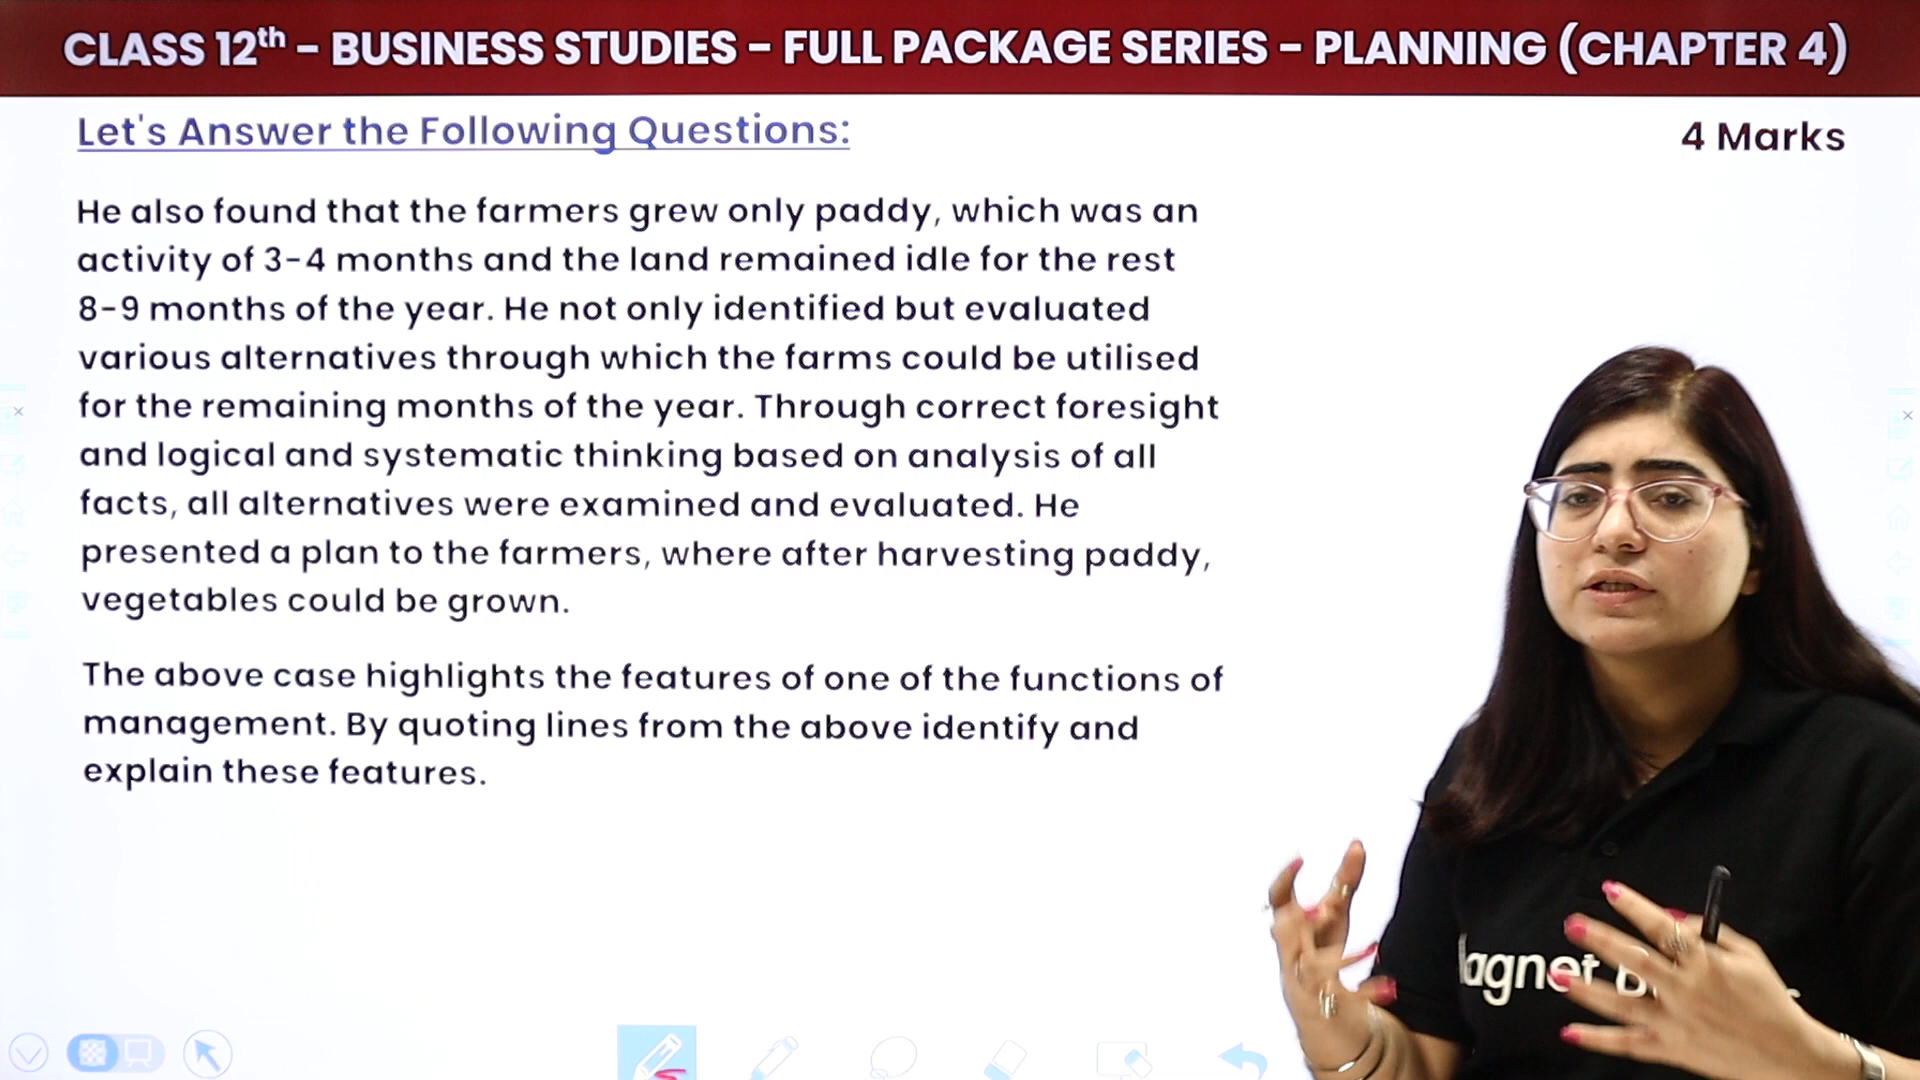 CLASS 12th – BUSINESS STUDIES – FULL PACKAGE SERIES – PLANNING (CHAPTER 4)
Let's Answer the Following Questions:
4 Marks
He also found that the farmers grew only paddy, which was an
activity of 3-4 months and the land remained idle for the rest
8-9 months of the year. He not only identified but evaluated
various alternatives through which the farms could be utilised
for the remaining months of the year. Through correct foresight
and logical and systematic thinking based on analysis of all
facts, all alternatives were examined and evaluated. He
presented a plan to the farmers, where after harvesting paddy,
vegetables could be grown.
The above case highlights the features of one of the functions of
management. By quoting lines from the above identify and
explain these features.